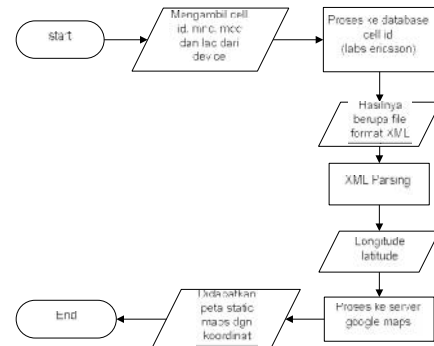 start
Mengambil cell
id, mnc, mcc
dan lac dari
device
Proses ke database
cell id
(labs ericsson)
Hasilnya
berupa file
format XML
XML Parsing
Longitude
latitude
Proses ke server
google maps
Didapatkan
peta static
maps dgn
koordinat
End